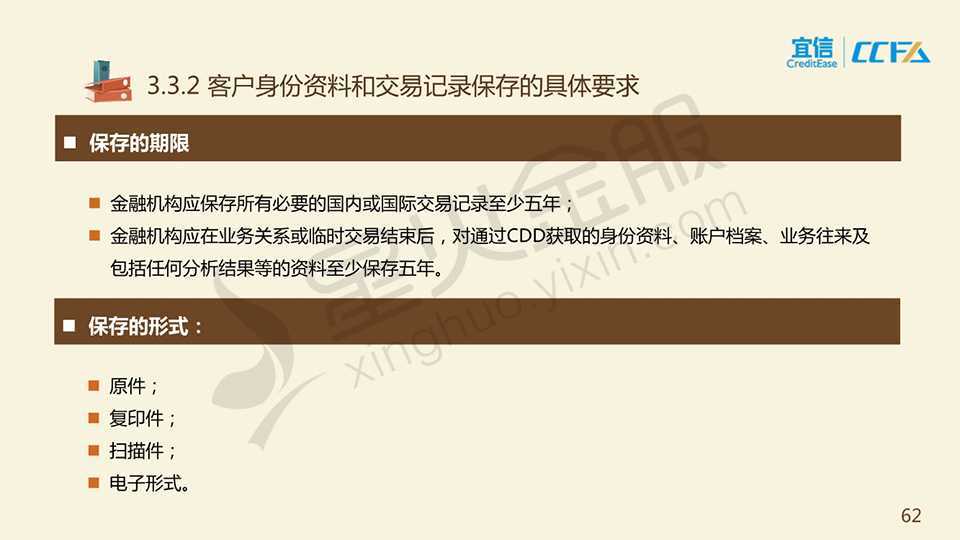 宜信
CreditEase
CCFA
3.3.2 客户身份资料和交易记录保存的具体要求
保存的期限
金融机构应保存所有必要的国内或国际交易记录至少五年；
金融机构应在业务关系或临时交易结束后，对通过CDD获取的身份资料、账户档案、业务往来及
包括任何分析结果等的资料至少保存五年。
保存的形式：
原件；
复印件；
扫描件；
电子形式。
星火金服
xinghuo.yixin.com
62